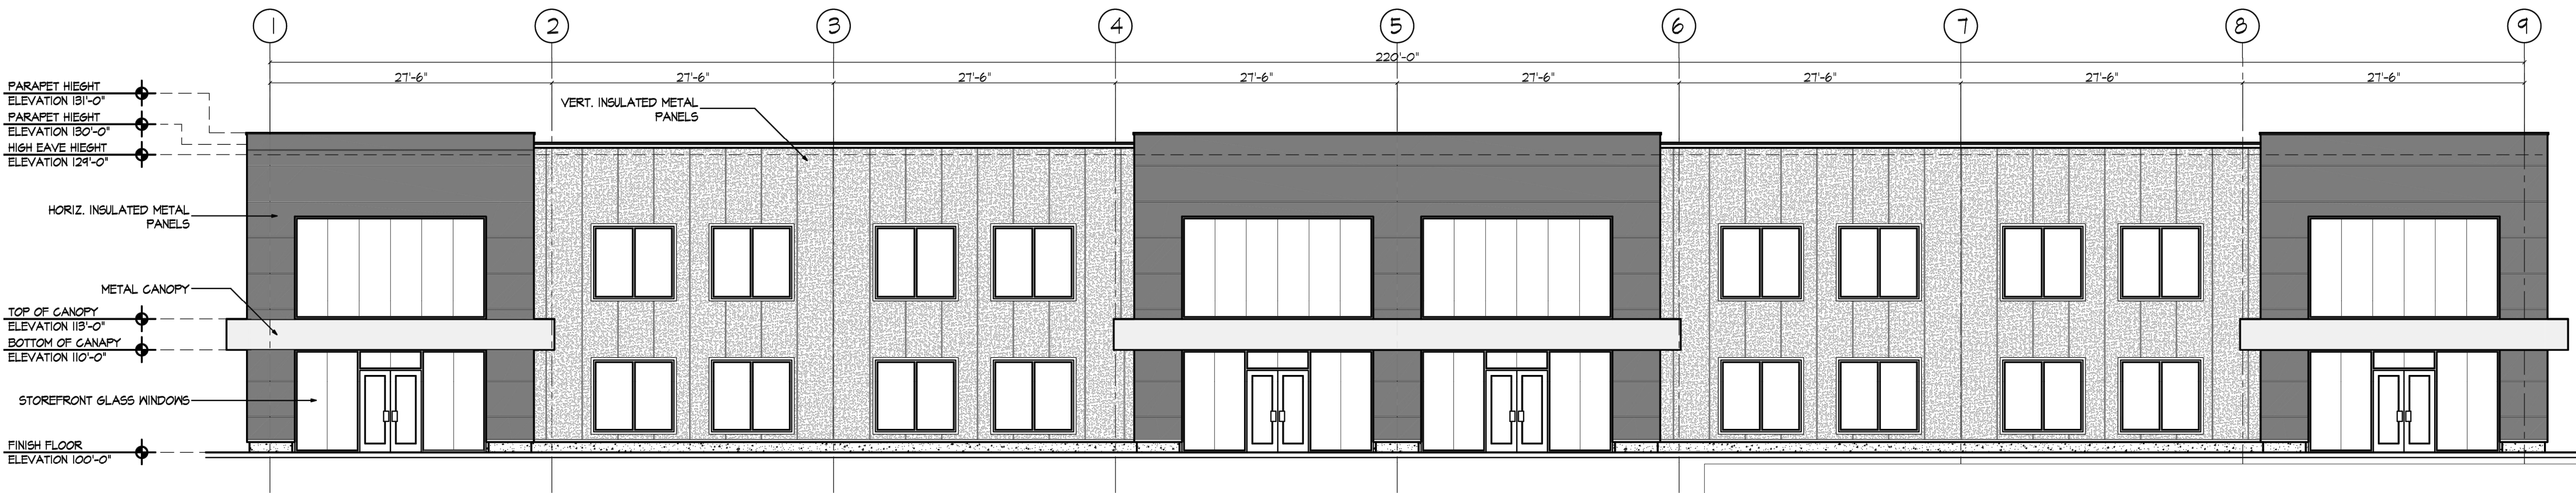 1 2 3 4 5 6 7 8 9
220'-0"
27'-6" 27'-6" 27'-6" 27'-6" 27'-6" 27'-6" 27'-6" 27'-6"
PARAPET HIEGHT
ELEVATION 131'-0"
PARAPET HIEGHT
ELEVATION 130'-0"
HIGH EAVE HIEGHT
ELEVATION 129'-0"
VERT. INSULATED METAL
PANELS
HORIZ. INSULATED METAL
PANELS
METAL CANOPY
TOP OF CANOPY
ELEVATION 113'-0"
BOTTOM OF CANAPY
ELEVATION 110'-0"
STOREFRONT GLASS WINDOWS
FINISH FLOOR
ELEVATION 100'-0"